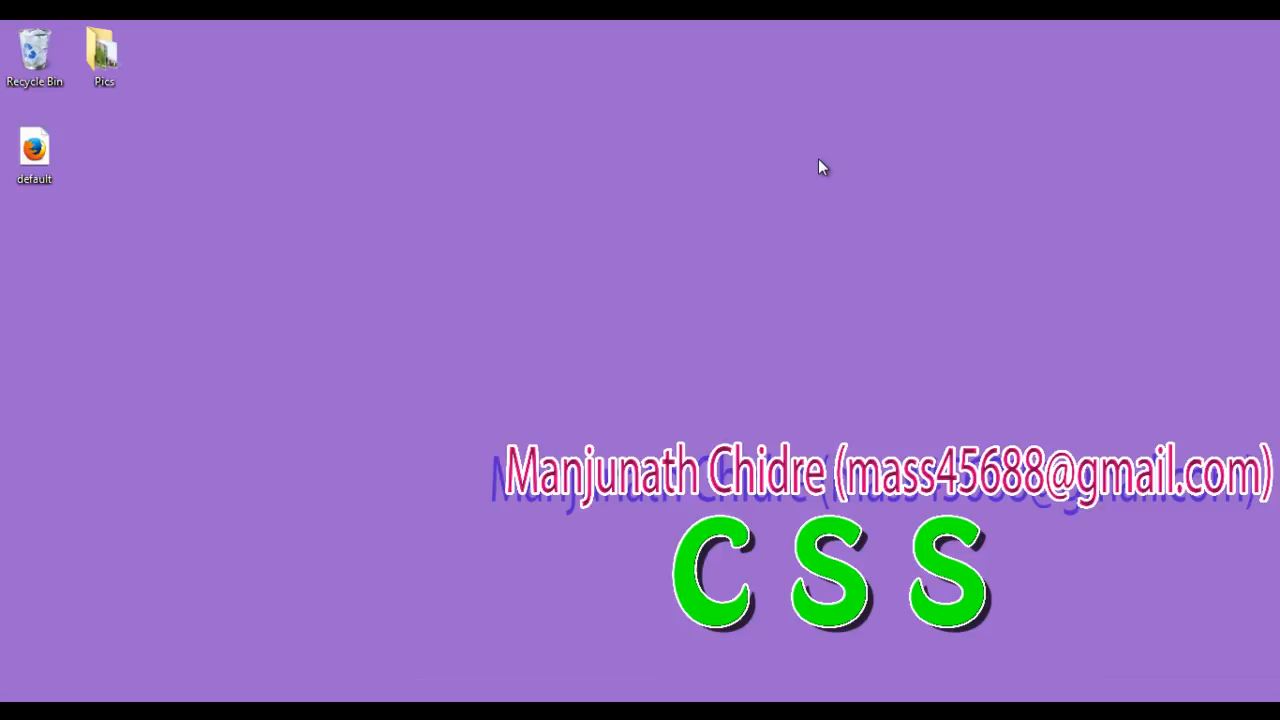 Recycle Bin
Pics
default
Manjunath Chidre (mass45688@gmail.com)
C S S